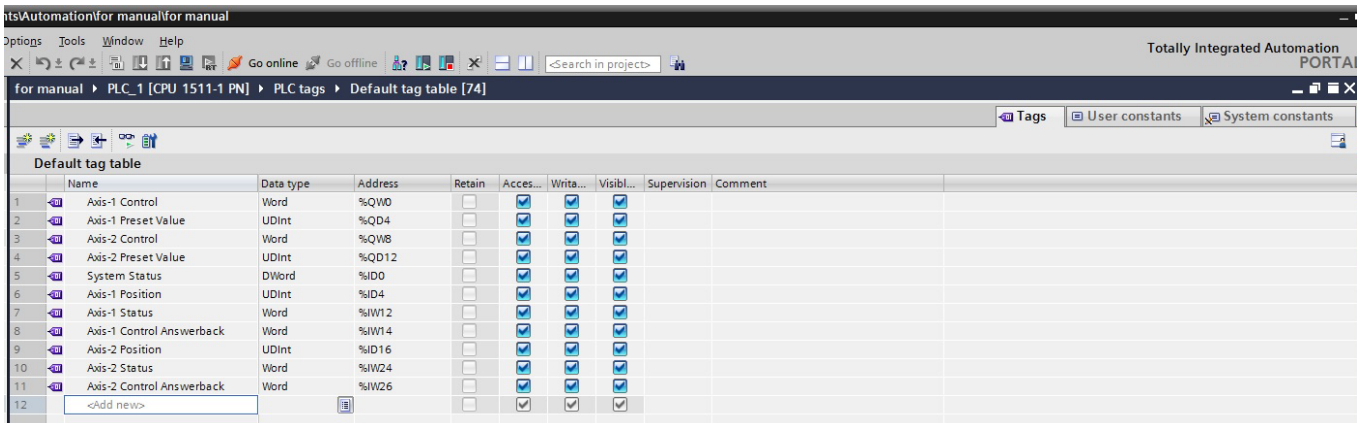 nts\Automation\for manual\for manual
Options Tools Window Help
Totally Integrated Automation
PORTAL
Go online Go offline <Search in project>
for manual PLC_1 [CPU 1511-1 PN] PLC tags Default tag table [74]
Tags User constants System constants
Default tag table
Name Data type Address Retain Acces... Writa... Visibl... Supervision Comment
1 Axis-1 Control Word %QW0
2 Axis-1 Preset Value UDInt %QD4
3 Axis-2 Control Word %QW8
4 Axis-2 Preset Value UDInt %QD12
5 System Status DWord %ID0
6 Axis-1 Position UDInt %ID4
7 Axis-1 Status Word %IW12
8 Axis-1 Control Answerback Word %IW14
9 Axis-2 Position UDInt %ID16
10 Axis-2 Status Word %IW24
11 Axis-2 Control Answerback Word %IW26
12 <Add new>